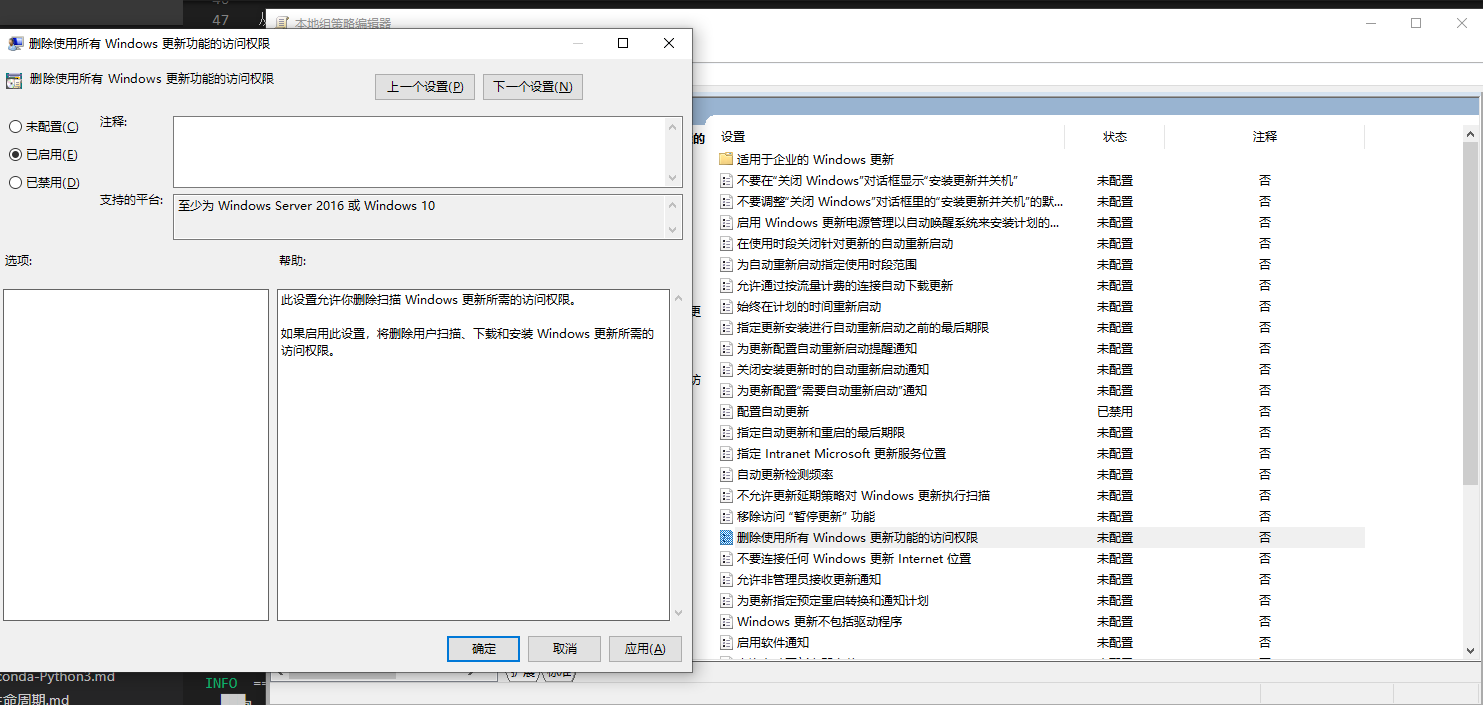 47
本地组策略编辑器
删除使用所有 Windows 更新功能的访问权限
删除使用所有 Windows 更新功能的访问权限
上一个设置(P)
下一个设置(N)
未配置(C)
已启用(E)
已禁用(D)
注释:
支持的平台:
至少为 Windows Server 2016 或 Windows 10
选项:
帮助:
此设置允许你删除扫描 Windows 更新所需的访问权限。
如果启用此设置，将删除用户扫描、下载和安装 Windows 更新所需的
访问权限。
确定
取消
应用(A)
的
更
访
设置 状态 注释
适用于企业的 Windows 更新
不要在“关闭 Windows”对话框显示“安装更新并关机” 未配置 否
不要调整“关闭 Windows”对话框里的“安装更新并关机”的默... 未配置 否
启用 Windows 更新电源管理以自动唤醒系统来安装计划的... 未配置 否
在使用时段关闭针对更新的自动重新启动 未配置 否
为自动重新启动指定使用时段范围 未配置 否
允许通过按流量计费的连接自动下载更新 未配置 否
始终在计划的时间重新启动 未配置 否
指定更新安装进行自动重新启动之前的最后期限 未配置 否
为更新配置自动重新启动提醒通知 未配置 否
关闭安装更新时的自动重新启动通知 未配置 否
为更新配置“需要自动重新启动”通知 未配置 否
配置自动更新 已禁用 否
指定自动更新和重启的最后期限 未配置 否
指定 Intranet Microsoft 更新服务位置 未配置 否
自动更新检测频率 未配置 否
不允许更新延期策略对 Windows 更新执行扫描 未配置 否
移除访问 “暂停更新” 功能 未配置 否
删除使用所有 Windows 更新功能的访问权限 未配置 否
不要连接任何 Windows 更新 Internet 位置 未配置 否
允许非管理员接收更新通知 未配置 否
为更新指定预定重启转换和通知计划 未配置 否
Windows 更新不包括驱动程序 未配置 否
启用软件通知 未配置 否
扩展 标准
conda-Python3.md
命周期.md
INFO ==